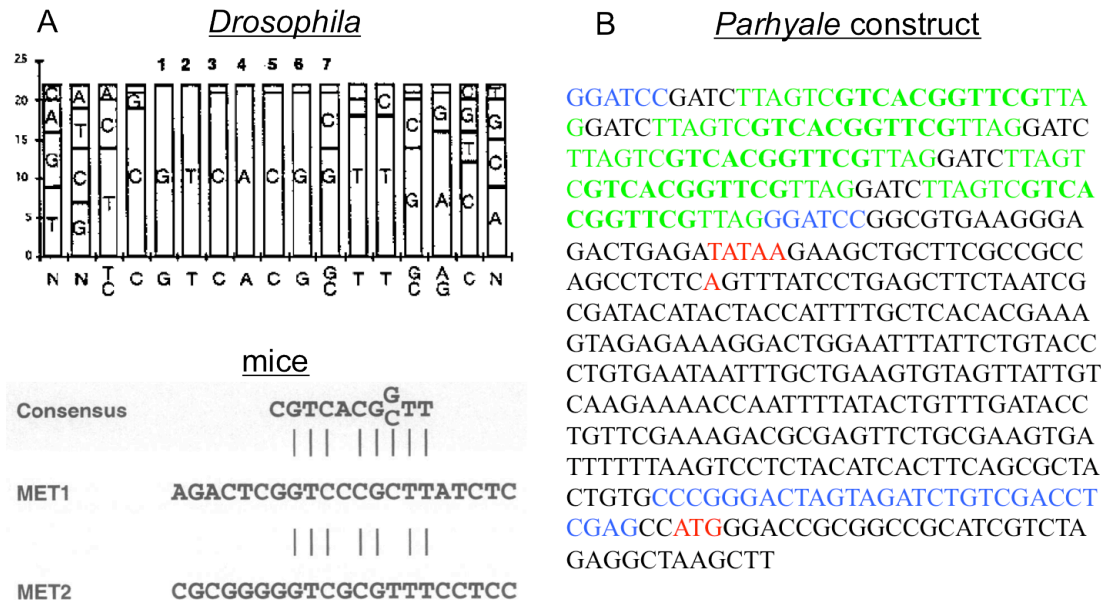 A
Drosophila
25
20
15
10
5
0
1 2 3 4 5 6 7
C A A G C C
A T C G C G G T G
G C C G T C A C G G T T G A C C
T G T A
N N T C G T C A C G G T T G A C N
C C C G
mice
Consensus CGTCACG G TT
C
MET1 AGACTCGGTCCCGCTTATCTC
MET2 CGCGGGGGTCGCGTTTCCTCC
B
Parhyale construct
GGATCCGATCTTAGTCGTCACGGTTCGTTA
GGATCTTAGTCGTCACGGTTCGTTAGGATC
TTAGTCGTCACGGTTCGTTAGGATCTTAGT
CGTCACGGTTCGTTAGGATCTTAGTCGTCA
CGGTTCGTTAGGGATCCGGCGTGAAGGGA
GACTGAGATATAAGAAGCTGCTTCGCCGCC
AGCCTCTCAGTTTATCCTGAGCTTCTAATCG
CGATACATACTACCATTTTGCTCACACGAAA
GTAGAGAAAGGACTGGAATTTATTCTGTACC
CTGTGAATAATTTGCTGAAGTGTAGTTATTGT
CAAGAAAACCAATTTTATACTGTTTGATACC
TGTTCGAAAGACGCGAGTTCTGCGAAGTGA
TTTTTTAAGTCCTCTACATCACTTCAGCGCTA
CTGTGCCCGGGACTAGTAGATCTGTCGACCT
CGAGCCATGGGACCGCGGCCGCATCGTCTA
GAGGCTAAGCTT